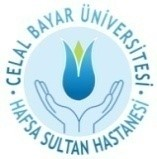 CELAL BAYAR ÜNİVERSİTESİ
HAFSA SULTAN HASTANESİ